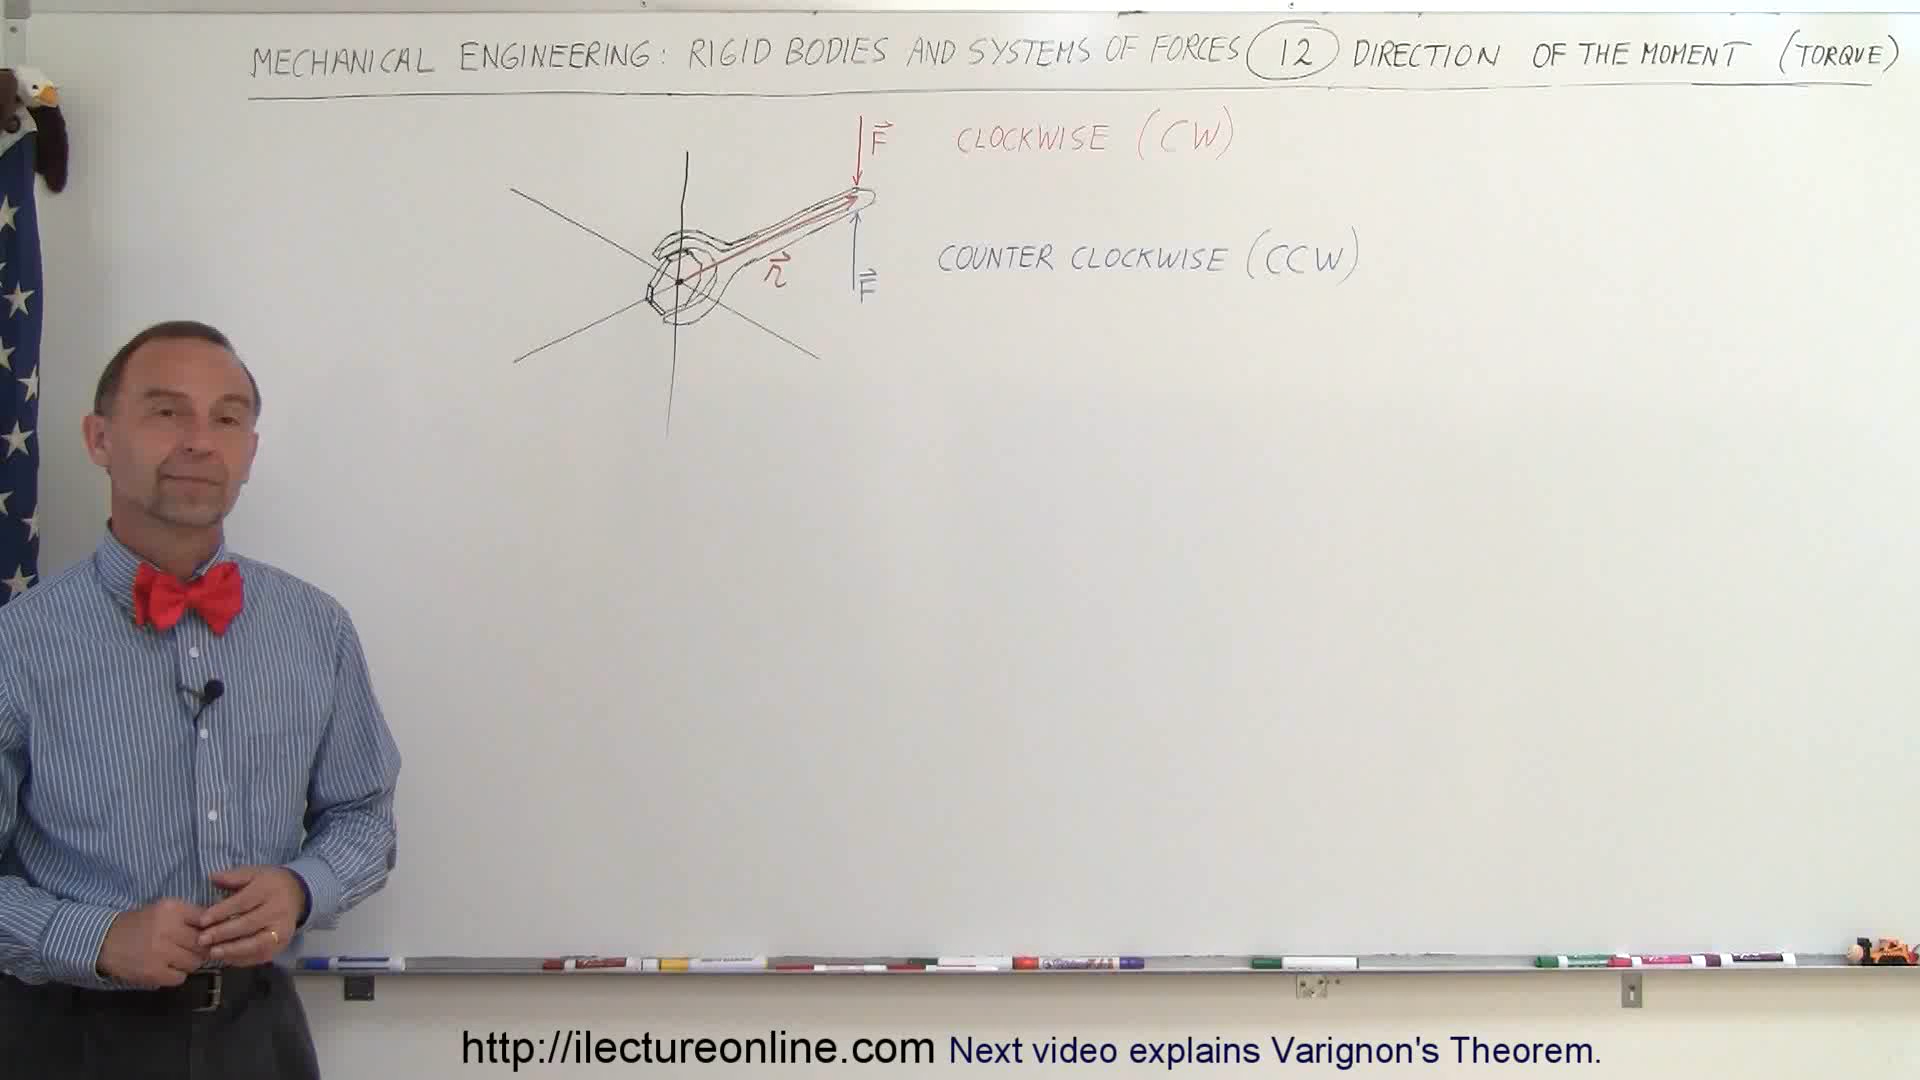 MECHANICAL ENGINEERING: RIGID BODIES AND SYSTEMS OF FORCES 12 DIRECTION OF THE MOMENT (TORQUE)
F
CLOCKWISE (CW)
r
F
COUNTER CLOCKWISE (CCW)
http://ilectureonline.com Next video explains Varignon's Theorem.